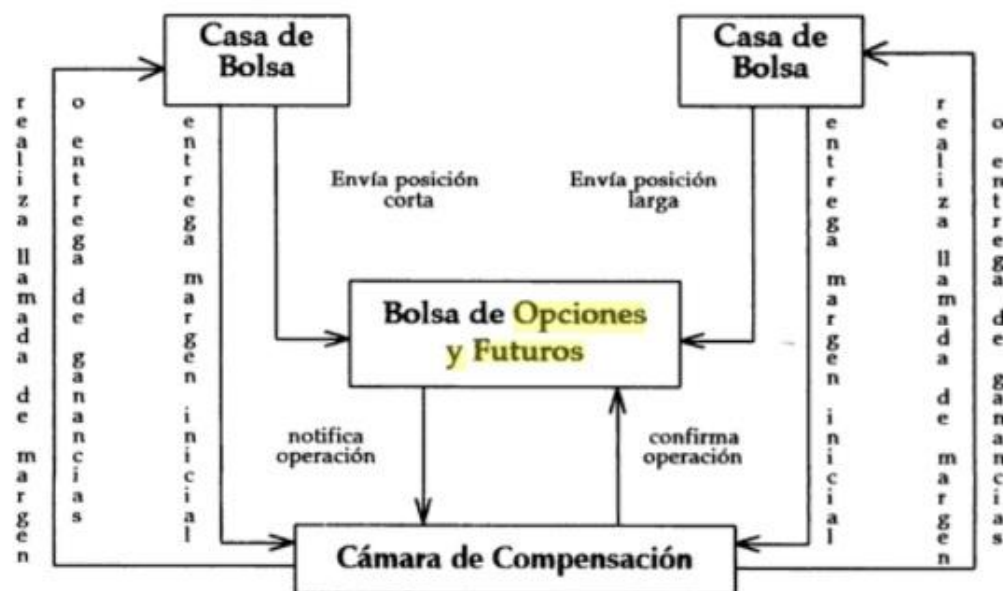 Casa de
Bolsa
Casa de
Bolsa
realiza llamada de margen
o entrega de ganancias
entrega margen inicial
Envía posición
corta
Envía posición
larga
entrega margen inicial
realiza llamada de margen
o entrega de ganancias
Bolsa de Opciones
y Futuros
notifica
operación
confirma
operación
Cámara de Compensación